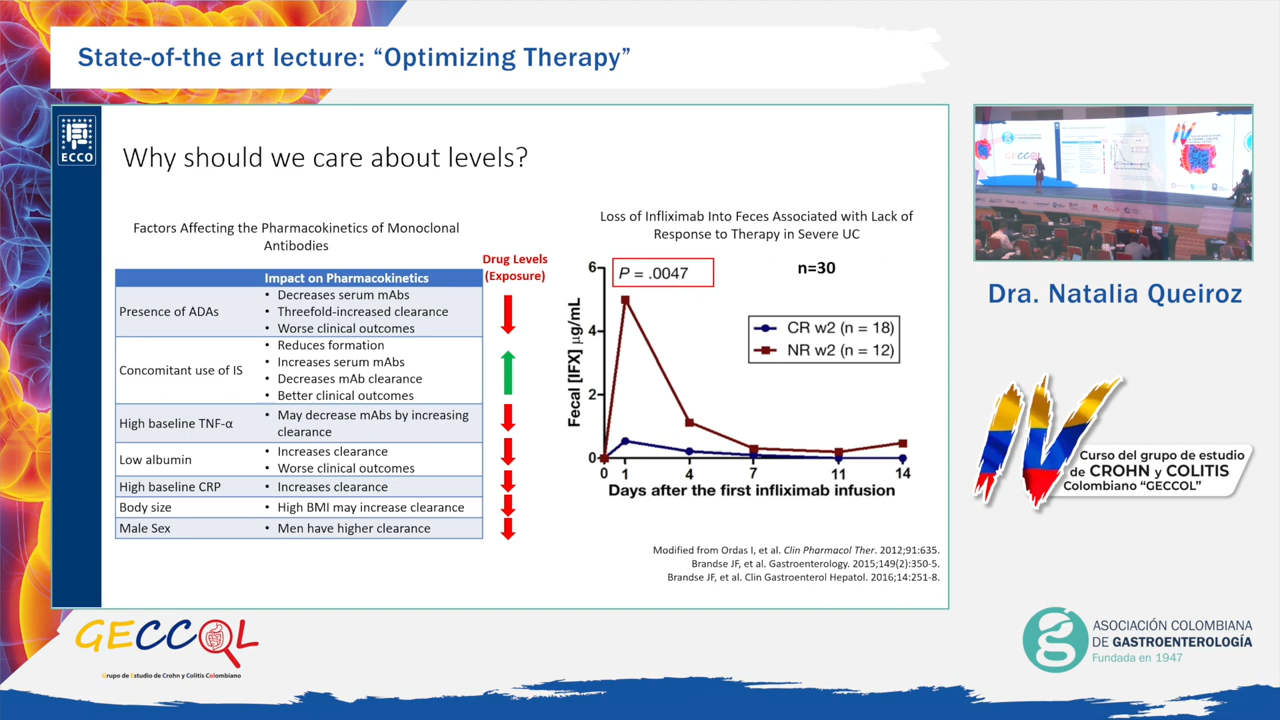 State-of-the art lecture: “Optimizing Therapy”
ECCO
Why should we care about levels?
Factors Affecting the Pharmacokinetics of Monoclonal
Antibodies
Drug Levels
(Exposure)
Impact on Pharmacokinetics
Presence of ADAs
• Decreases serum mAbs
• Threefold-increased clearance
• Worse clinical outcomes
Concomitant use of IS
• Reduces formation
• Increases serum mAbs
• Decreases mAb clearance
• Better clinical outcomes
High baseline TNF-α
• May decrease mAbs by increasing
clearance
Low albumin
• Increases clearance
• Worse clinical outcomes
High baseline CRP
• Increases clearance
Body size
• High BMI may increase clearance
Male Sex
• Men have higher clearance
Loss of Infliximab Into Feces Associated with Lack of
Response to Therapy in Severe UC
P = .0047
n=30
CR w2 (n = 18)
NR w2 (n = 12)
Fecal [IFX] µg/mL
6
4
2
0
0 1 4 7 11 14
Days after the first infliximab infusion
Modified from Ordas I, et al. Clin Pharmacol Ther. 2012;91:635.
Brandse JF, et al. Gastroenterology. 2015;149(2):350-5.
Brandse JF, et al. Clin Gastroenterol Hepatol. 2016;14:251-8.
Dra. Natalia Queiroz
IV
Curso del grupo de estudio
de CROHN y COLITIS
Colombiano “GECCOL”
GECCOL
Grupo de Estudio de Crohn y Colitis Colombiano
ASOCIACIÓN COLOMBIANA
DE GASTROENTEROLOGÍA
Fundada en 1947